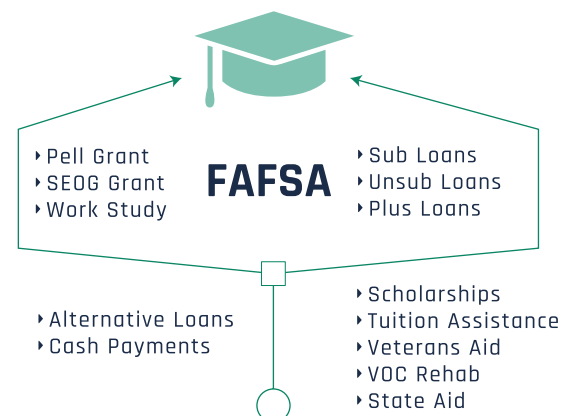 Pell Grant
SEOG Grant
Work Study
FAFSA
Sub Loans
Unsub Loans
Plus Loans
Alternative Loans
Cash Payments
Scholarships
Tuition Assistance
Veterans Aid
VOC Rehab
State Aid